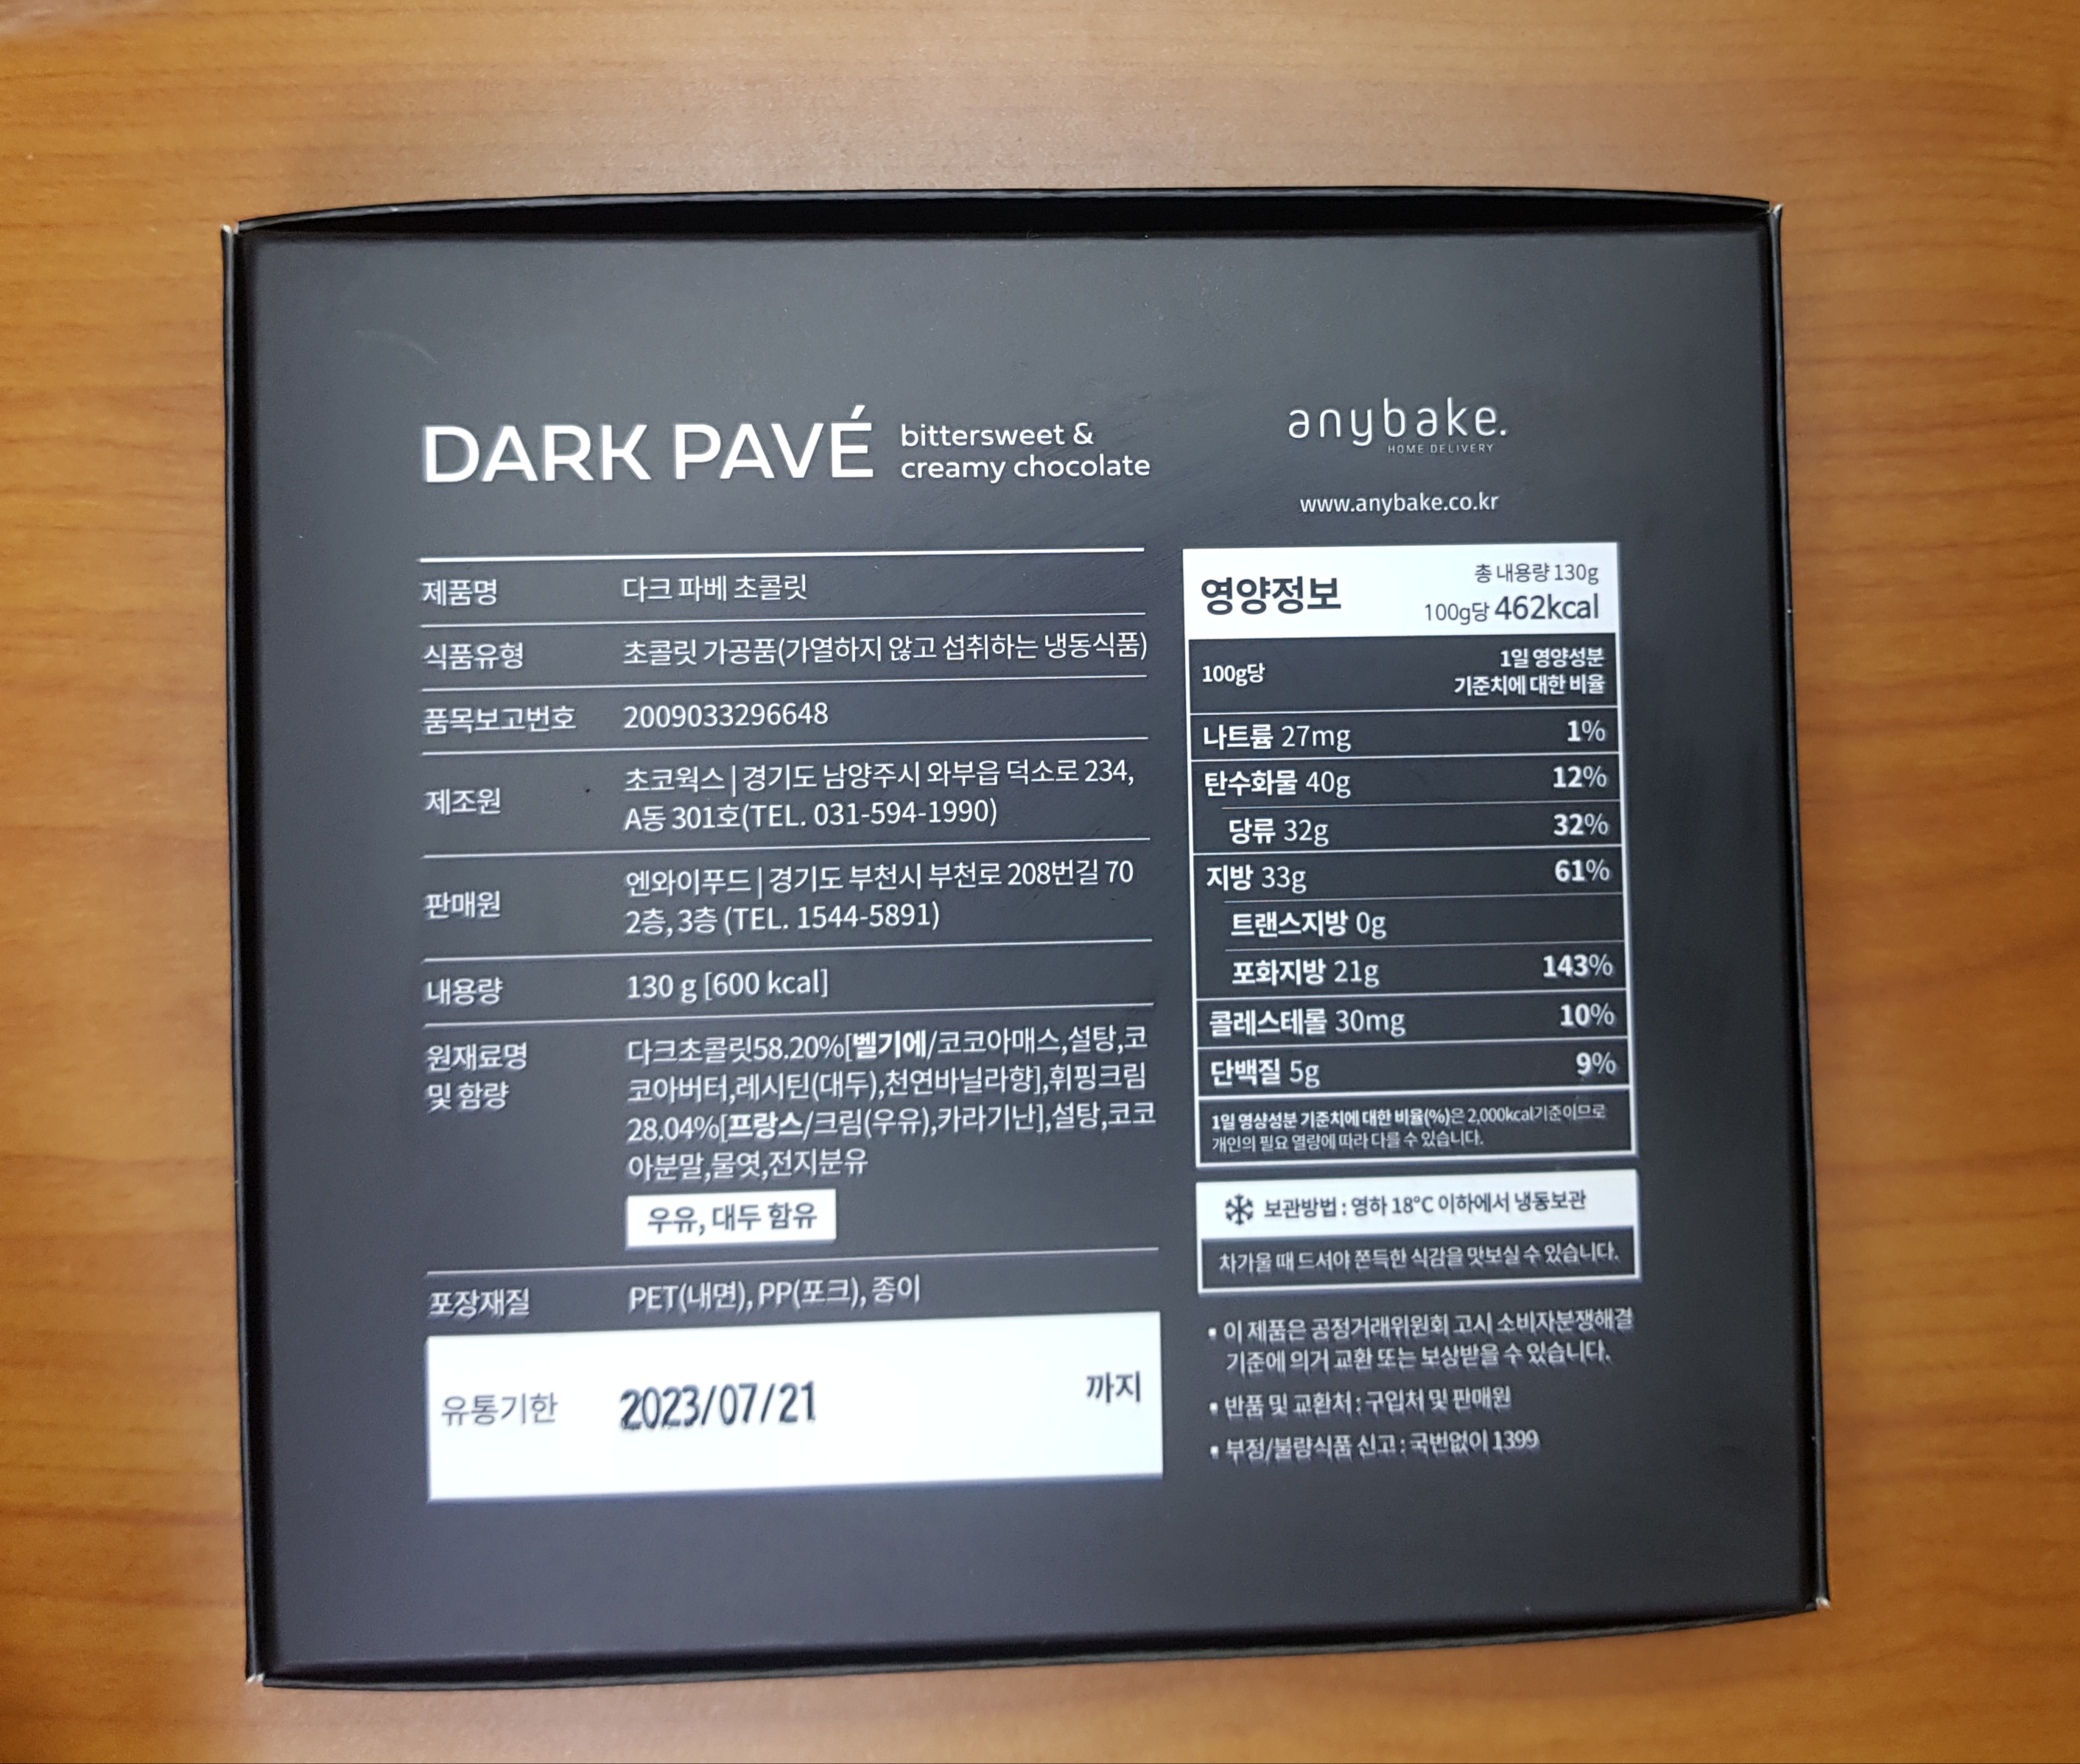 DARK PAVÉ
bittersweet &
creamy chocolate
anybake.
HOME DELIVERY
www.anybake.co.kr
제품명 다크 파베 초콜릿
식품유형 초콜릿 가공품(가열하지 않고 섭취하는 냉동식품)
품목보고번호 2009033296648
제조원 초코웍스 | 경기도 남양주시 와부읍 덕소로 234,
A동 301호(TEL. 031-594-1990)
판매원 엔와이푸드 | 경기도 부천시 부천로 208번길 70
2층, 3층 (TEL. 1544-5891)
내용량 130 g [600 kcal]
원재료명
및 함량
다크초콜릿58.20%[벨기에/코코아매스,설탕,코
코아버터,레시틴(대두),천연바닐라향],휘핑크림
28.04%[프랑스/크림(우유),카라기난],설탕,코코
아분말,물엿,전지분유
우유, 대두 함유
포장재질 PET(내면), PP(포크), 종이
유통기한 2023/07/21 까지
영양정보
총 내용량 130g
100g당 462kcal
100g당
1일 영양성분
기준치에 대한 비율
나트륨 27mg 1%
탄수화물 40g 12%
당류 32g 32%
지방 33g 61%
트랜스지방 0g
포화지방 21g 143%
콜레스테롤 30mg 10%
단백질 5g 9%
1일 영상성분 기준치에 대한 비율(%)은 2,000kcal기준이므로
개인의 필요 열량에 따라 다를 수 있습니다.
보관방법 : 영하 18°C 이하에서 냉동보관
차가울 때 드셔야 쫀득한 식감을 맛보실 수 있습니다.
• 이 제품은 공정거래위원회 고시 소비자분쟁해결
기준에 의거 교환 또는 보상받을 수 있습니다.
• 반품 및 교환처 : 구입처 및 판매원
• 부정/불량식품 신고 : 국번없이 1399